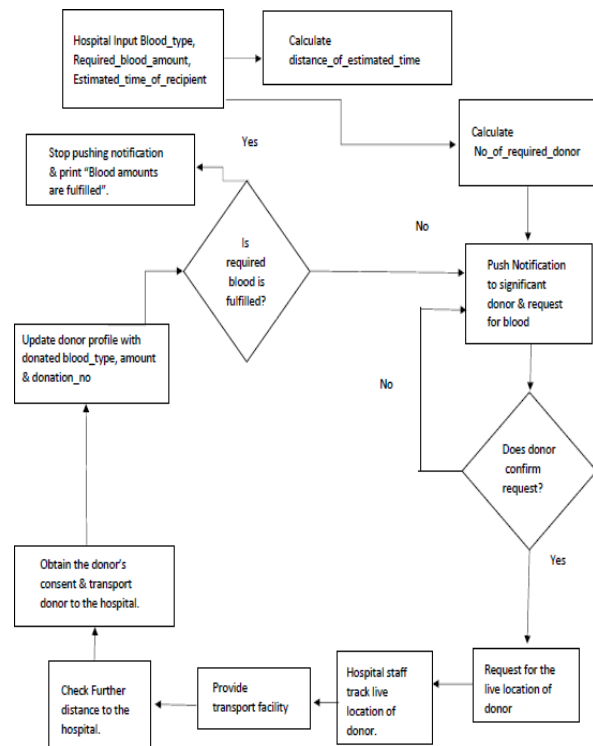 Hospital Input Blood_type,
Required_blood_amount,
Estimated_time_of_recipient
Calculate
distance_of_estimated_time
Calculate
No_of_required_donor
Yes
Stop pushing notification
& print “Blood amounts
are fulfilled”.
Is
required
blood is
fulfilled?
No
Push Notification
to significant
donor & request
for blood
Update donor profile with
donated blood_type, amount
& donation_no
No
Does donor
confirm
request?
Yes
Obtain the donor’s
consent & transport
donor to the hospital.
Check Further
distance to the
hospital.
Provide
transport facility
Hospital staff
track live
location of
donor.
Request for the
live location of
donor